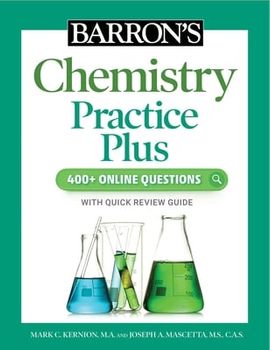 BARRON'S
Chemistry
Practice
Plus
400+ ONLINE QUESTIONS
WITH QUICK REVIEW GUIDE
MARK C. KERNION, M.A. AND JOSEPH A. MASCETTA, M.S., C.A.S.